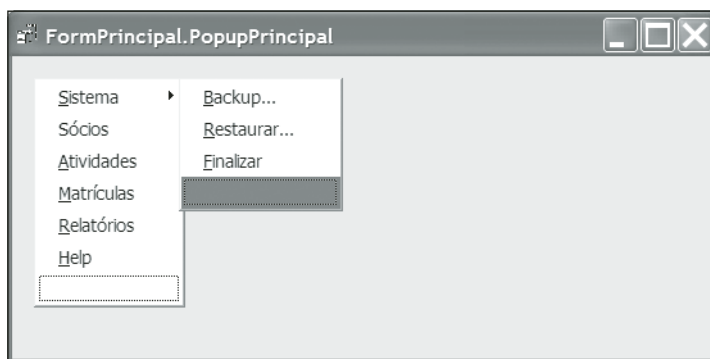 FormPrincipal.PopupPrincipal
Sistema
Sócios
Atividades
Matrículas
Relatórios
Help
Backup...
Restaurar...
Finalizar